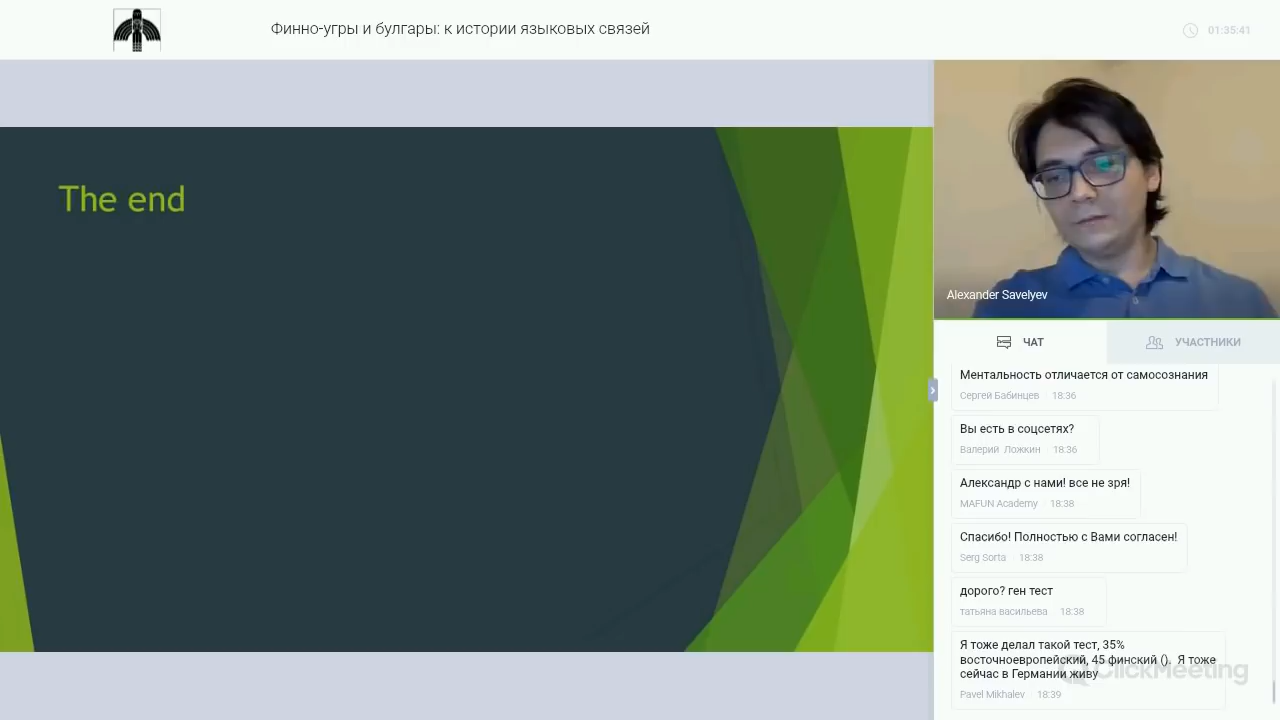 Финно-угры и булгары: к истории языковых связей
01:35:41
The end
Alexander Savelyev
ЧАТ
УЧАСТНИКИ
Ментальность отличается от самосознания
Сергей Бабинцев 18:36
Вы есть в соцсетях?
Валерий Ложкин 18:36
Александр с нами! все не зря!
MAFUN Academy 18:38
Спасибо! Полностью с Вами согласен!
Serg Sorta 18:38
дорого? ген тест
татьяна васильева 18:38
Я тоже делал такой тест, 35%
восточноевропейский, 45 финский (). Я тоже
сейчас в Германии живу
Pavel Mikhalev 18:39
ClickMeeting